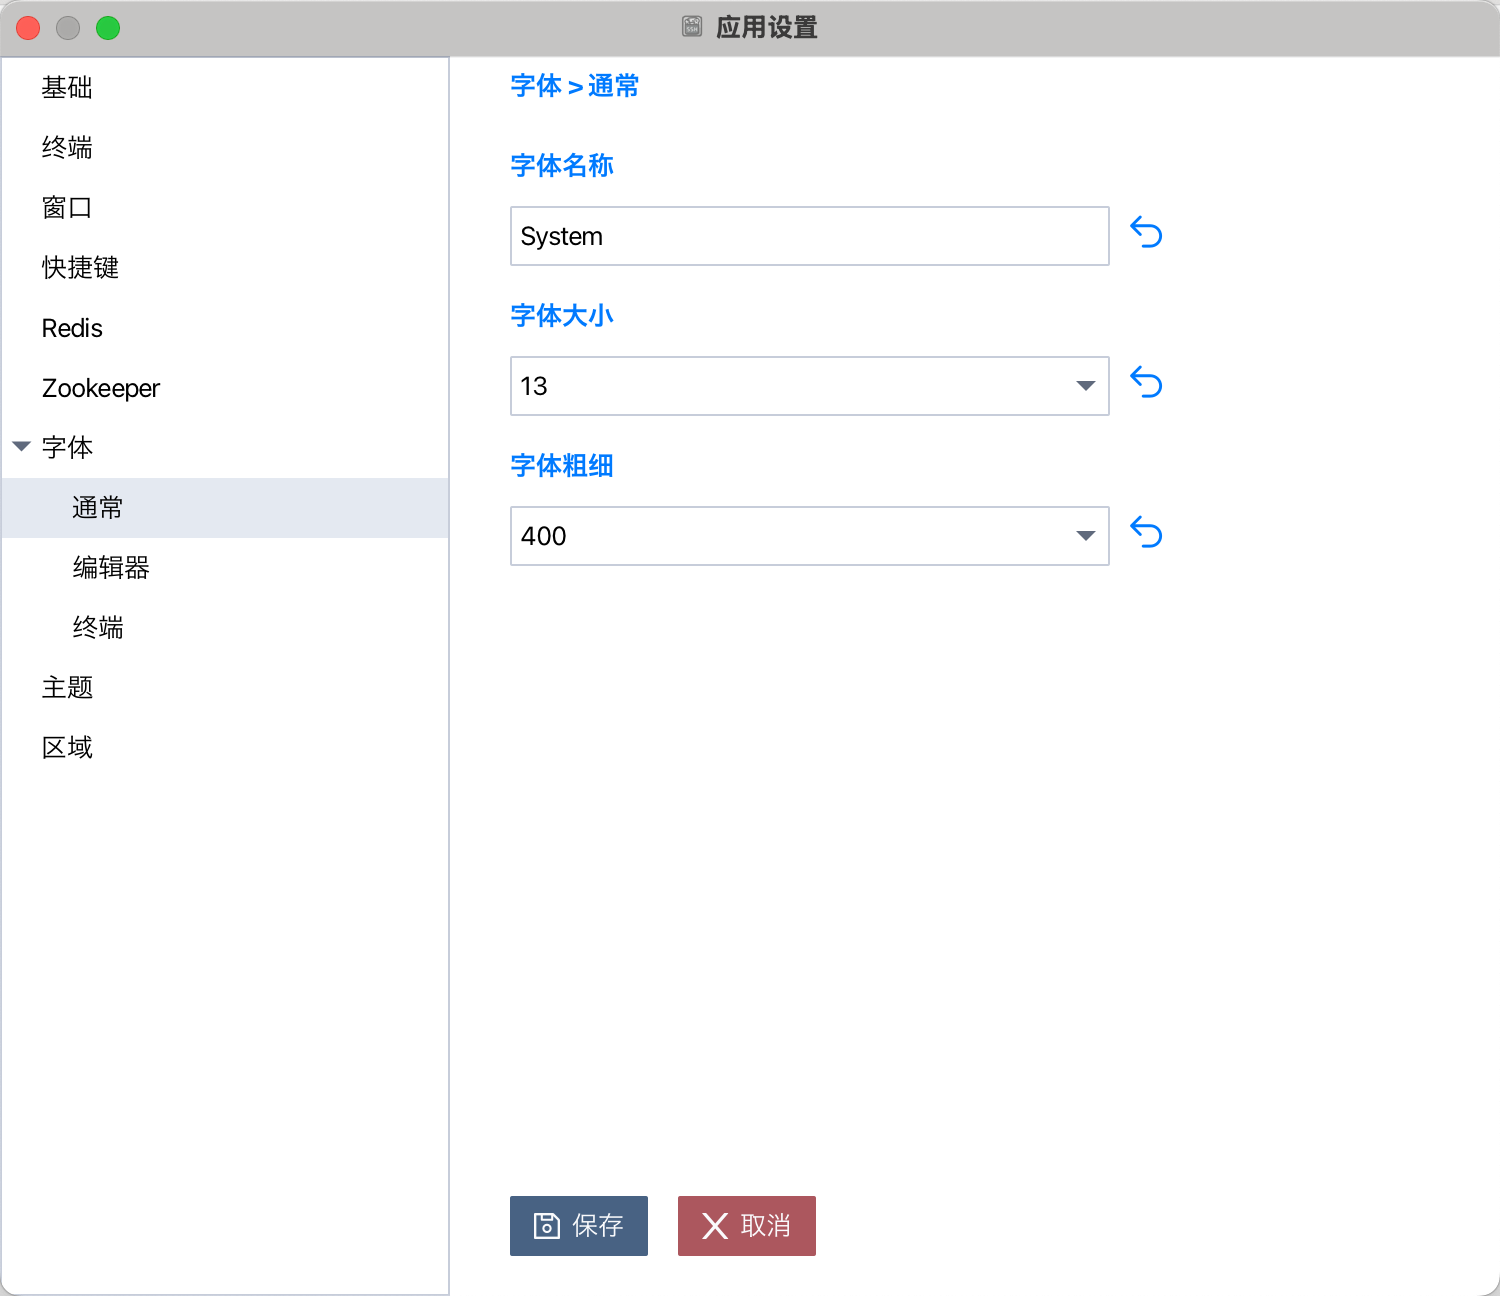 应用设置
基础
终端
窗口
快捷键
Redis
Zookeeper
字体
通常
编辑器
终端
主题
区域
字体 > 通常
字体名称
System
字体大小
13
字体粗细
400
保存
取消